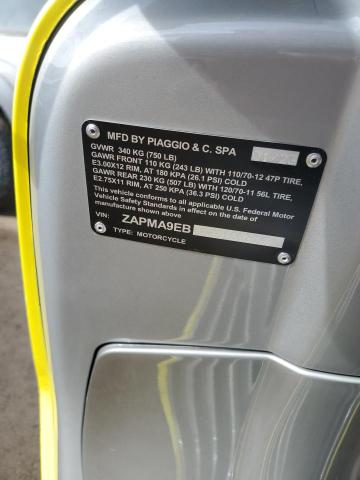 MFD BY PIAGGIO & C. SPA
GVWR 340 KG (750 LB)
GAWR FRONT 110 KG (243 LB) WITH 110/70-12 47P TIRE,
E3.00X12 RIM, AT 180 KPA (26.1 PSI) COLD
GAWR REAR 230 KG (507 LB) WITH 120/70-11 56L TIRE,
E2.75X11 RIM, AT 250 KPA (36.3 PSI) COLD
This vehicle conforms to all applicable U.S. Federal Motor
Vehicle Safety Standards in effect on the date of
manufacture shown above
VIN: ZAPMA9EB
TYPE: MOTORCYCLE